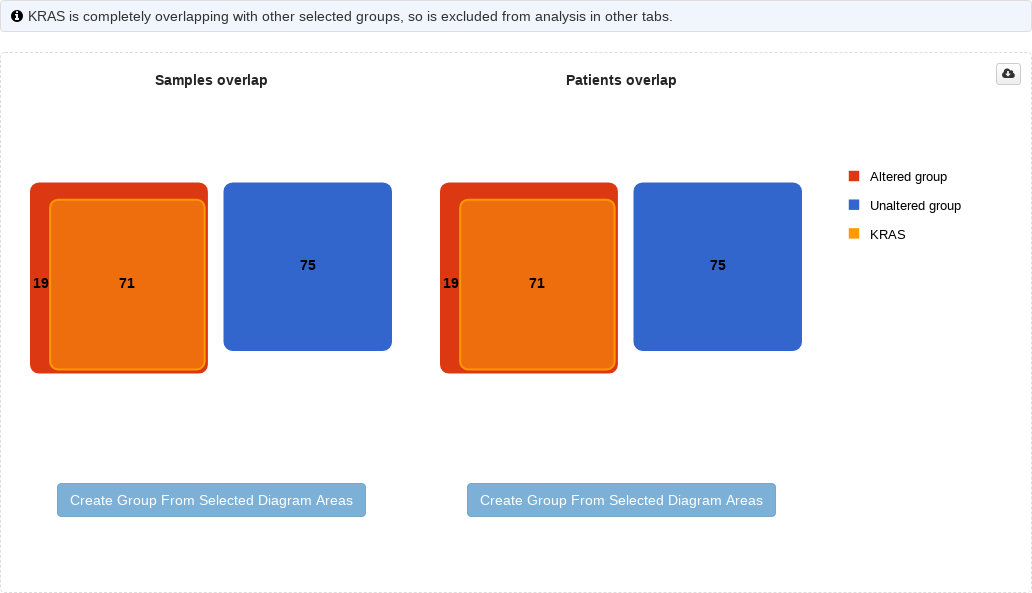 KRAS is completely overlapping with other selected groups, so is excluded from analysis in other tabs.
Samples overlap
Patients overlap
Altered group
Unaltered group
KRAS
19
71
75
19
71
75
Create Group From Selected Diagram Areas
Create Group From Selected Diagram Areas